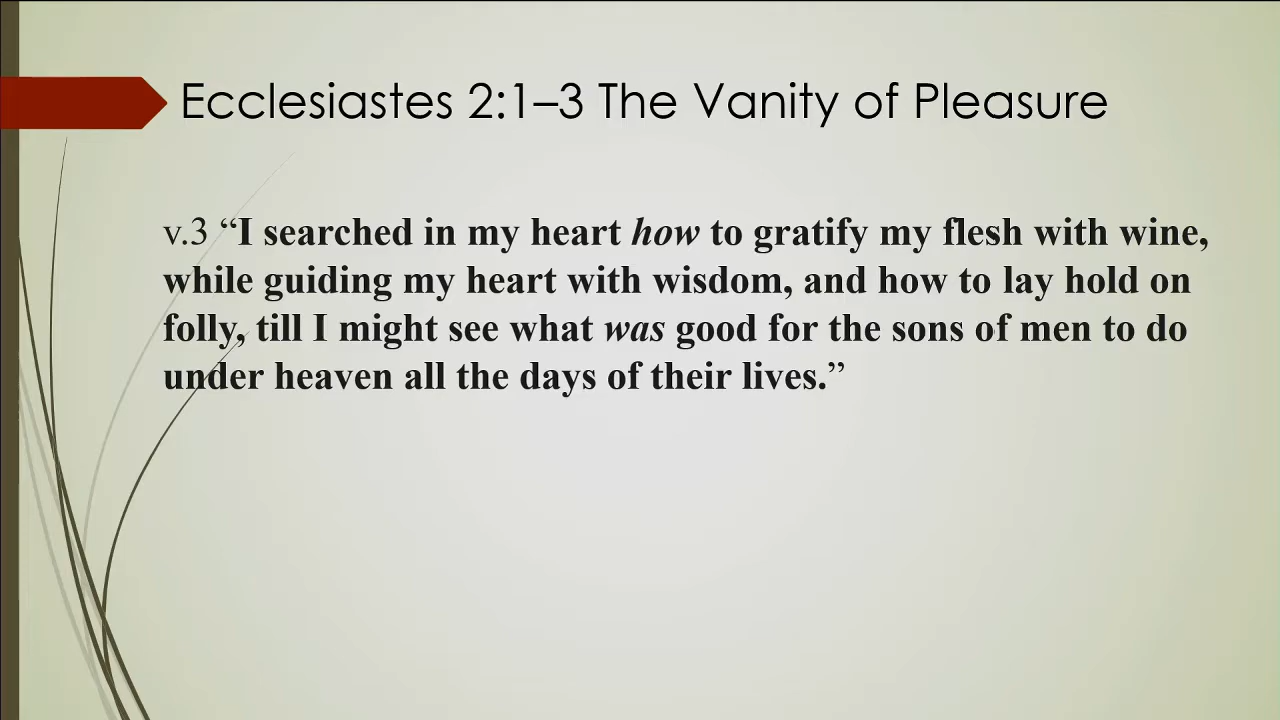 Ecclesiastes 2:1–3 The Vanity of Pleasure
v.3 “I searched in my heart how to gratify my flesh with wine,
while guiding my heart with wisdom, and how to lay hold on
folly, till I might see what was good for the sons of men to do
under heaven all the days of their lives.”